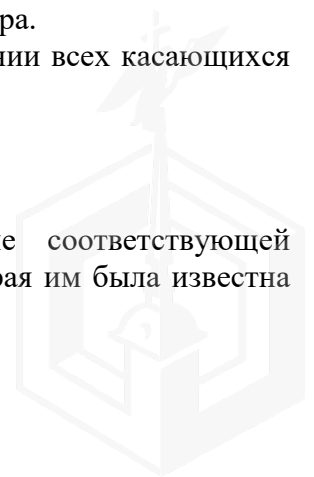 ра.
нии всех касающихся
е соответствующей
рая им была известна